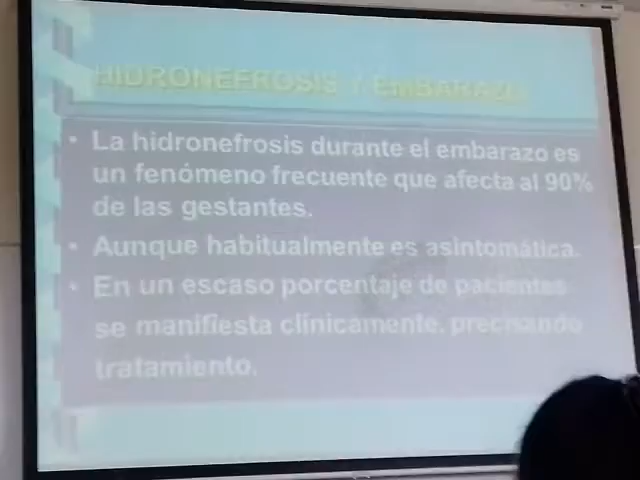 HIDRONEFROSIS Y EMBARAZO
• La hidronefrosis durante el embarazo es
un fenómeno frecuente que afecta al 90%
de las gestantes.
• Aunque habitualmente es asintomática.
• En un escaso porcentaje de pacientes
se manifiesta clínicamente, precisando
tratamiento.